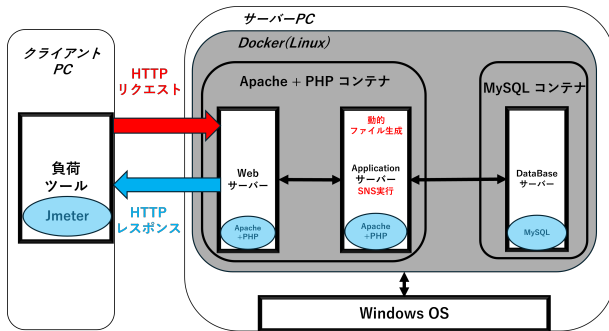 サーバーPC
クライアント
PC
Docker(Linux)
HTTP
リクエスト
Apache + PHP コンテナ
MySQL コンテナ
動的
ファイル生成
負荷
ツール
Jmeter
Web
サーバー
Apache
+PHP
Application
サーバー
SNS実行
Apache
+PHP
DataBase
サーバー
MySQL
HTTP
レスポンス
Windows OS